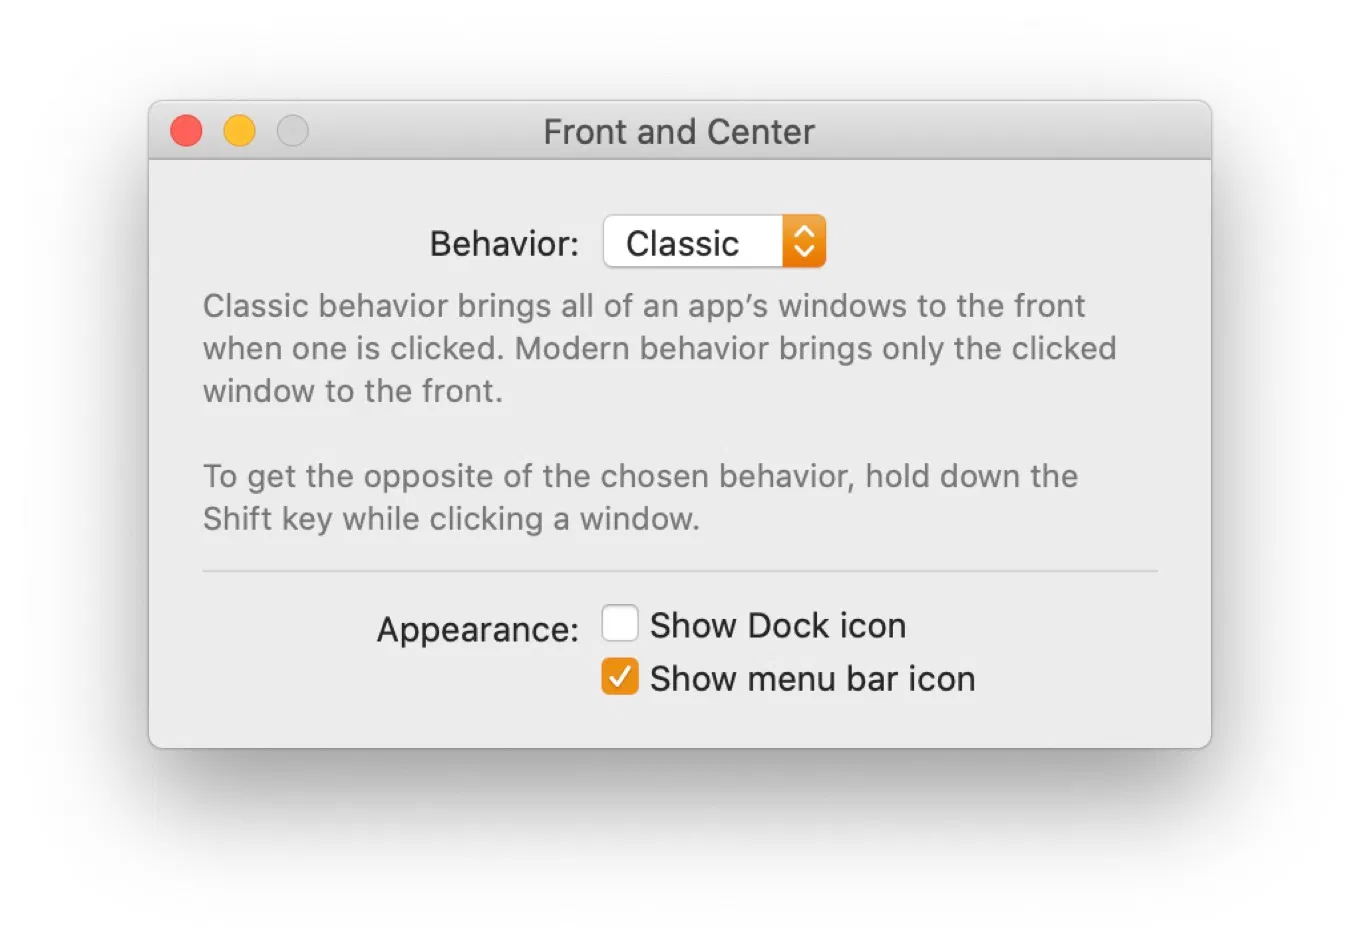 Front and Center
Behavior: Classic
Classic behavior brings all of an app’s windows to the front
when one is clicked. Modern behavior brings only the clicked
window to the front.
To get the opposite of the chosen behavior, hold down the
Shift key while clicking a window.
Appearance: Show Dock icon
Show menu bar icon